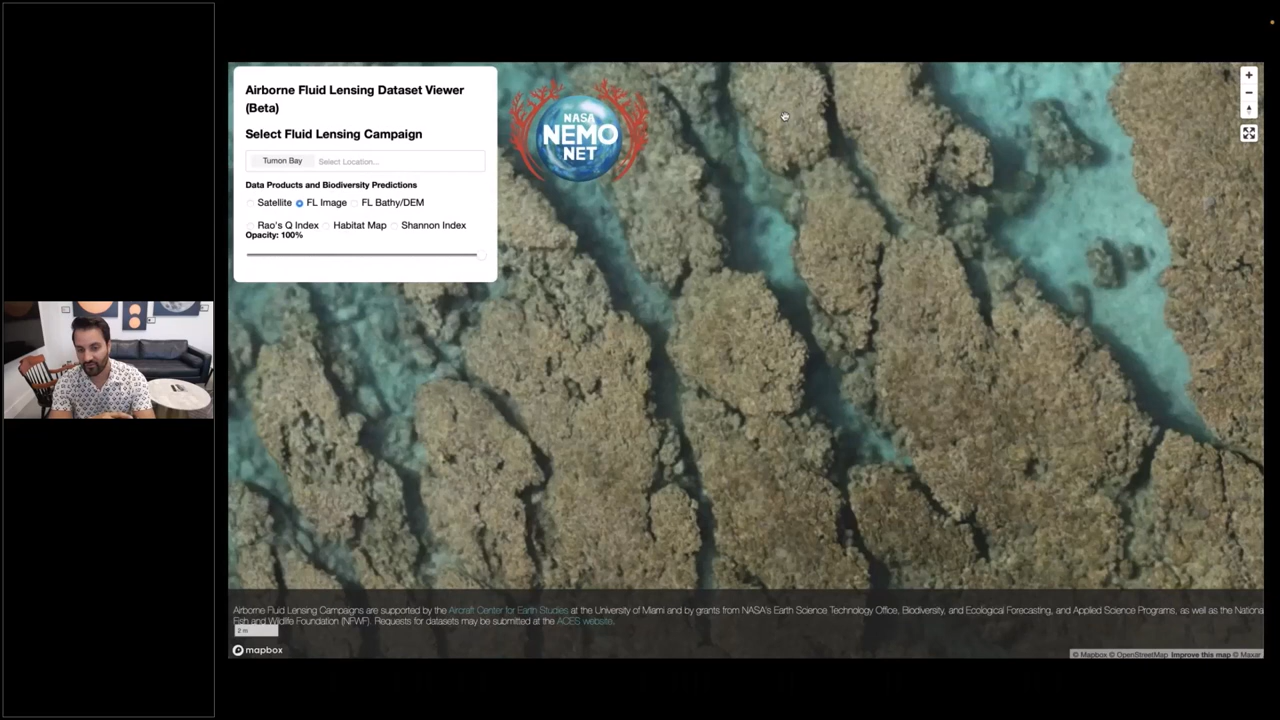 Airborne Fluid Lensing Dataset Viewer
(Beta)
Select Fluid Lensing Campaign
Tumon Bay Select Location...
Data Products and Biodiversity Predictions
Satellite FL Image FL Bathy/DEM
Rao's Q Index Habitat Map Shannon Index
Opacity: 100%
NASA
NEMO
NET
Airborne Fluid Lensing Campaigns are supported by the Aircraft Center for Earth Studies at the University of Miami and by grants from NASA's Earth Science Technology Office, Biodiversity, and Ecological Forecasting, and Applied Science Programs, as well as the Nationa
Fish and Wildlife Foundation (NFWF). Requests for datasets may be submitted at the ACES website.
2 m
mapbox
© Mapbox © OpenStreetMap Improve this map © Maxar